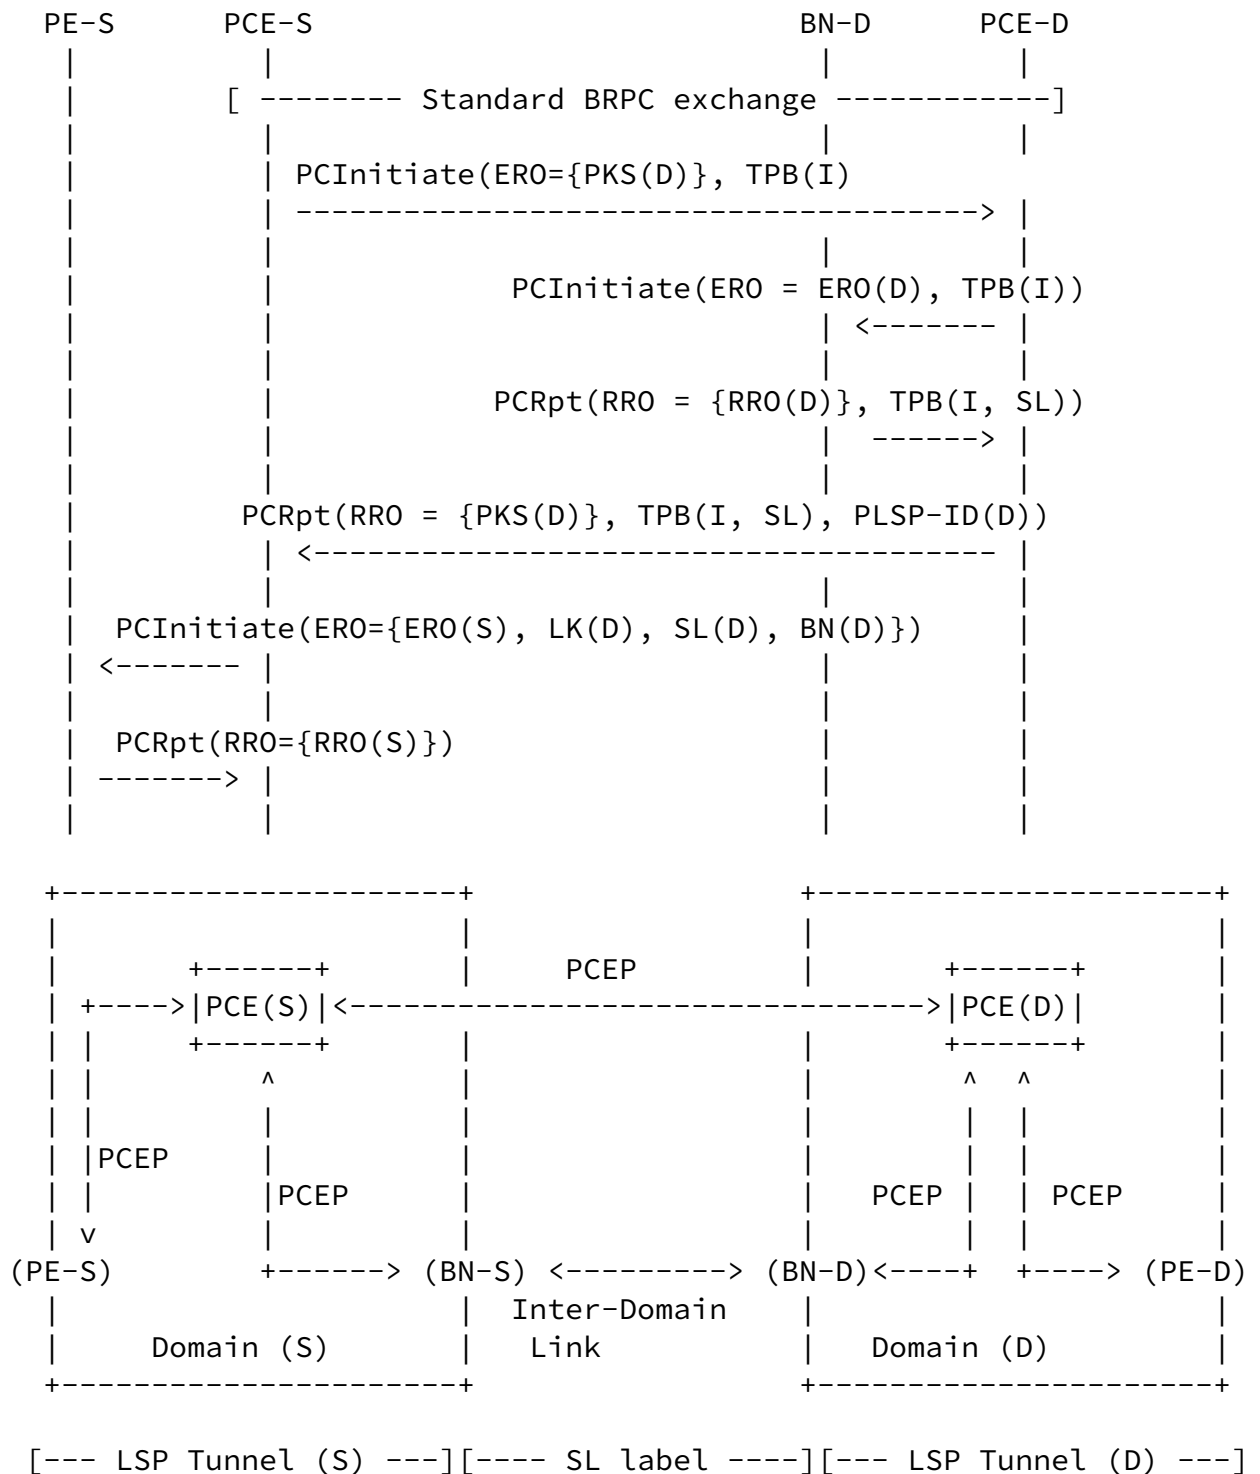 PE-S PCE-S BN-D PCE-D
[ -------- Standard BRPC exchange ------------]
PCInitiate(ERO={PKS(D)}, TPB(I)
PCInitiate(ERO = ERO(D), TPB(I))
PCRpt(RRO = {RRO(D)}, TPB(I, SL))
PCRpt(RRO = {PKS(D)}, TPB(I, SL), PLSP-ID(D))
PCInitiate(ERO={ERO(S), LK(D), SL(D), BN(D)})
PCRpt(RRO={RRO(S)})
PCEP
PCE(S) PCE(D)
PCEP
PCEP PCEP PCEP
(PE-S) (BN-S) (BN-D) (PE-D)
Inter-Domain
Domain (S) Link Domain (D)
[--- LSP Tunnel (S) ---][---- SL label ----][--- LSP Tunnel (D) ---]